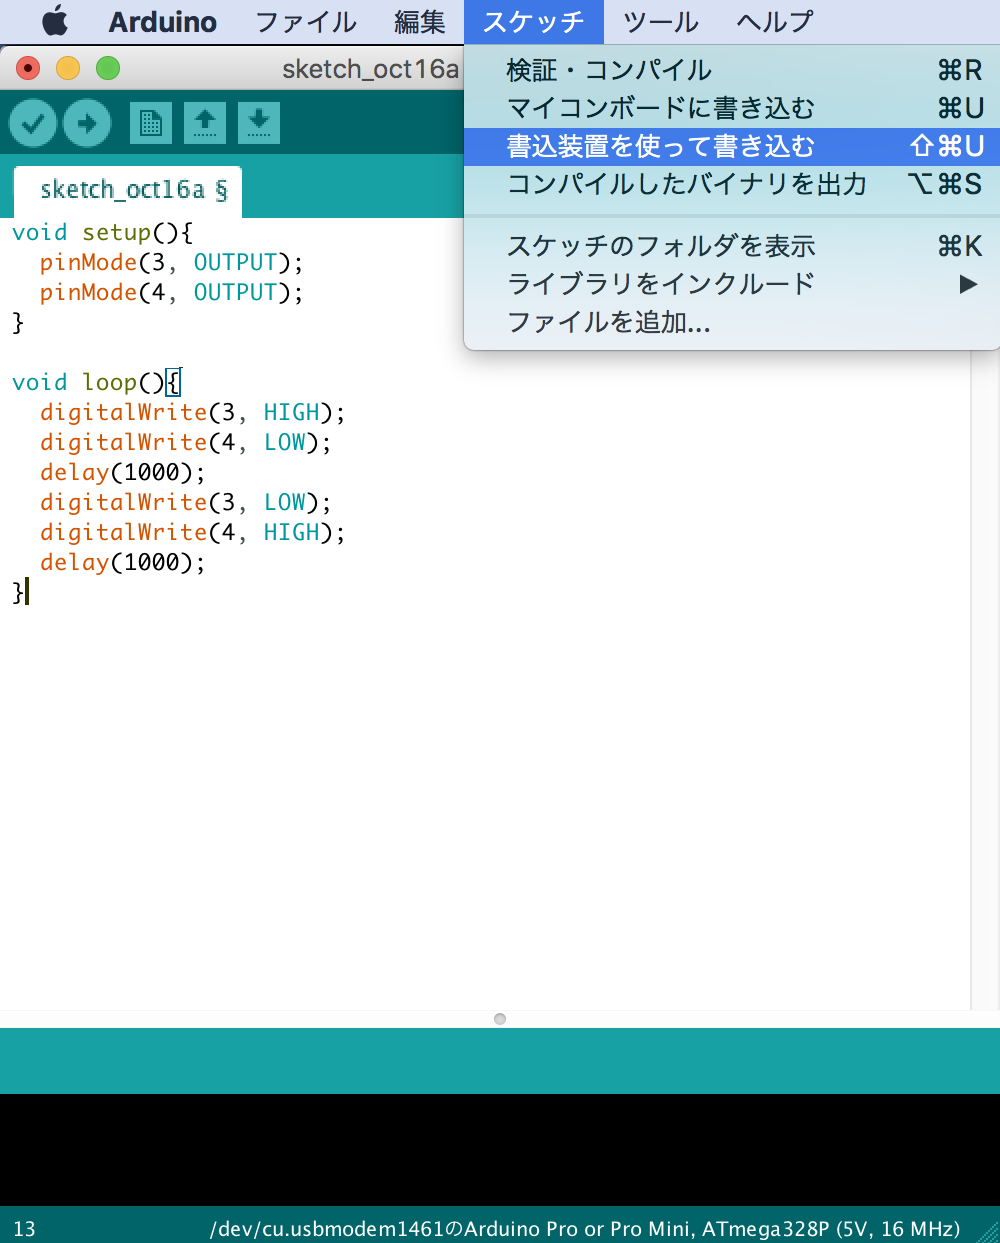 Arduino ファイル 編集 スケッチ ツール ヘルプ
sketch_oct16a
検証・コンパイル ⌘R
マイコンボードに書き込む ⌘U
書込装置を使って書き込む ⇧⌘U
コンパイルしたバイナリを出力 ⌥⌘S
スケッチのフォルダを表示 ⌘K
ライブラリをインクルード ▶
ファイルを追加...
sketch_oct16a §
void setup(){
  pinMode(3, OUTPUT);
  pinMode(4, OUTPUT);
}
void loop(){
  digitalWrite(3, HIGH);
  digitalWrite(4, LOW);
  delay(1000);
  digitalWrite(3, LOW);
  digitalWrite(4, HIGH);
  delay(1000);
}
13 /dev/cu.usbmodem1461のArduino Pro or Pro Mini, ATmega328P (5V, 16 MHz)